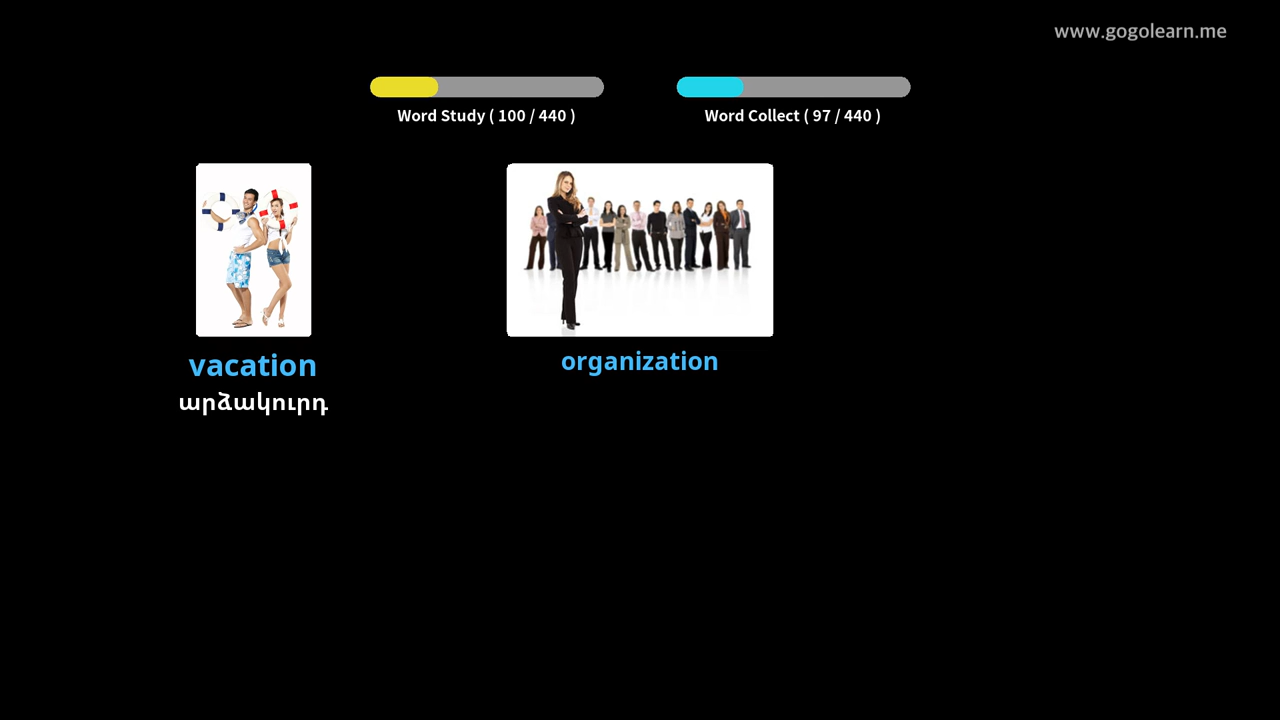 www.gogolearn.me
Word Study ( 100 / 440 )
Word Collect ( 97 / 440 )
vacation
արձակուրդ
organization